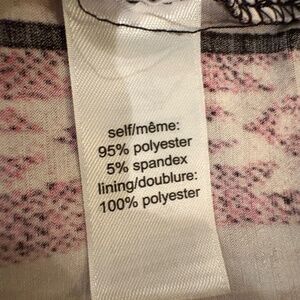 self/même:
95% polyester
5% spandex
lining/doublure:
100% polyester